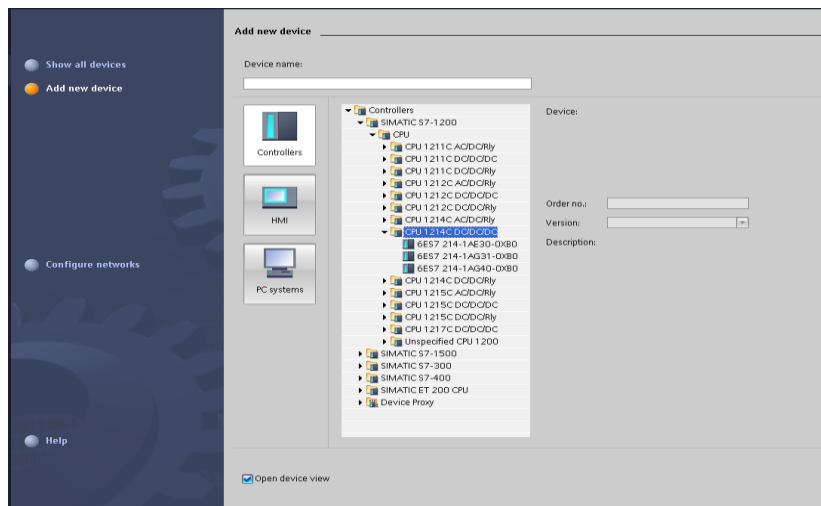 Add new device
Show all devices
Add new device
Configure networks
Help
Device name:
Controllers
HMI
PC systems
Controllers
SIMATIC S7-1200
CPU
CPU 1211C AC/DC/Rly
CPU 1211C DC/DC/DC
CPU 1211C DC/DC/Rly
CPU 1212C AC/DC/Rly
CPU 1212C DC/DC/DC
CPU 1212C DC/DC/Rly
CPU 1214C AC/DC/Rly
CPU 1214C DC/DC/DC
6ES7 214-1AE30-0XB0
6ES7 214-1AG31-0XB0
6ES7 214-1AG40-0XB0
CPU 1214C DC/DC/Rly
CPU 1215C AC/DC/Rly
CPU 1215C DC/DC/DC
CPU 1215C DC/DC/Rly
CPU 1217C DC/DC/DC
Unspecified CPU 1200
SIMATIC S7-1500
SIMATIC S7-300
SIMATIC S7-400
SIMATIC ET 200 CPU
Device Proxy
Device:
Order no.:
Version:
Description:
Open device view